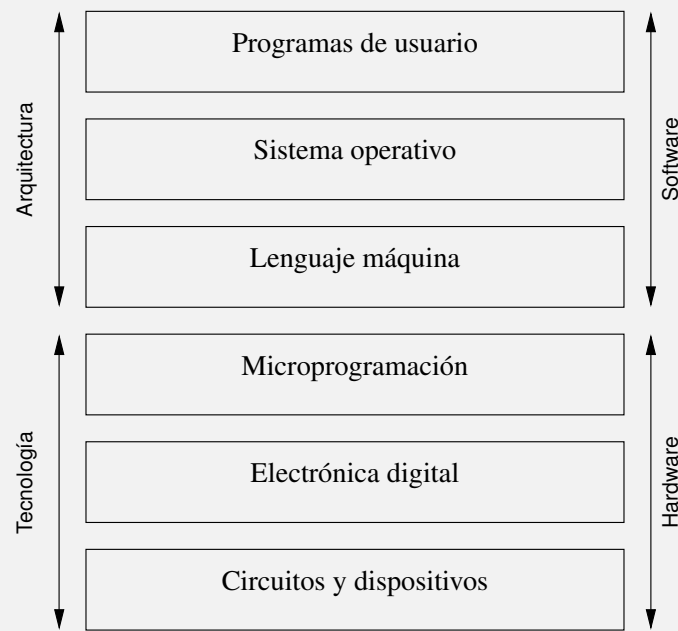 Programas de usuario
Sistema operativo
Lenguaje máquina
Microprogramación
Electrónica digital
Circuitos y dispositivos
Arquitectura
Tecnología
Software
Hardware